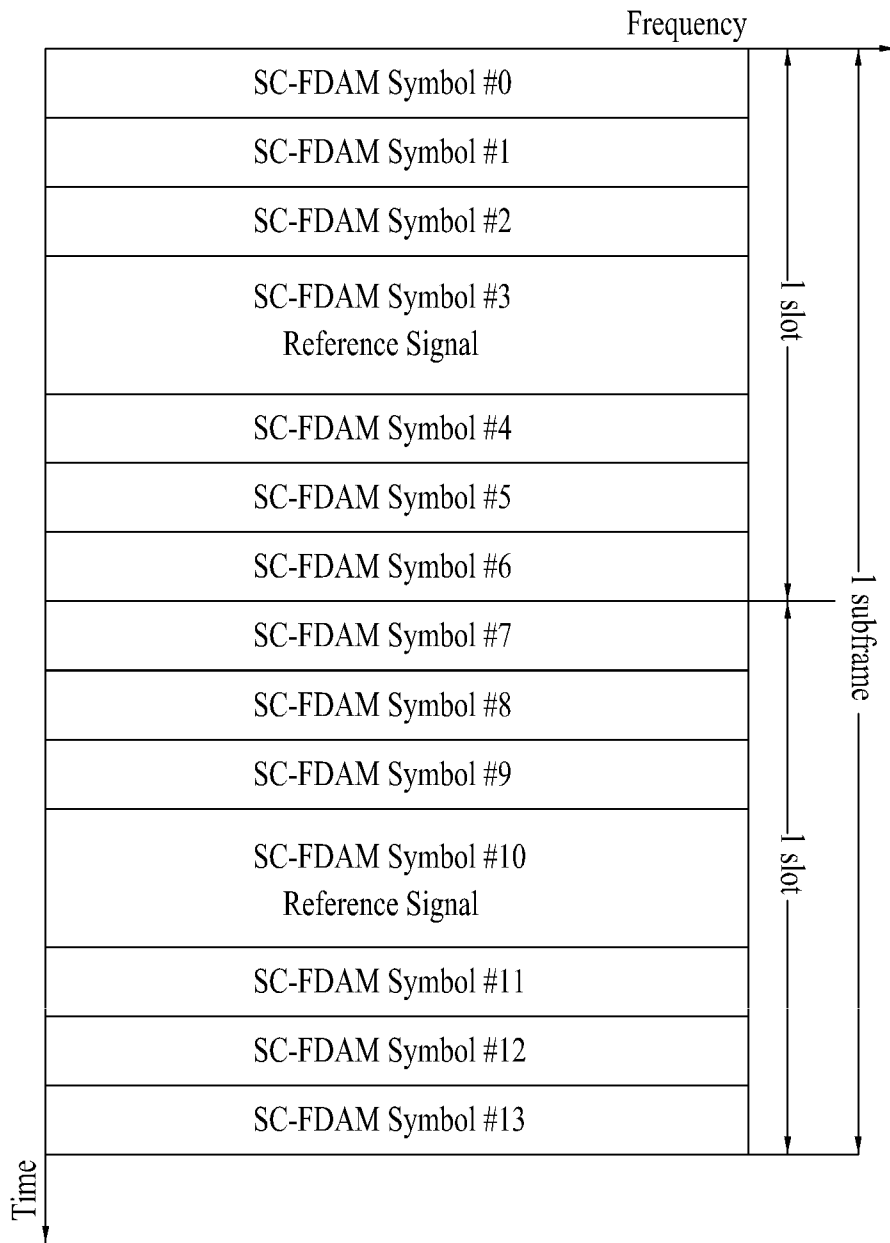 Frequency
SC-FDAM Symbol #0
SC-FDAM Symbol #1
SC-FDAM Symbol #2
SC-FDAM Symbol #3
Reference Signal
SC-FDAM Symbol #4
SC-FDAM Symbol #5
SC-FDAM Symbol #6
1 slot
SC-FDAM Symbol #7
SC-FDAM Symbol #8
SC-FDAM Symbol #9
SC-FDAM Symbol #10
Reference Signal
SC-FDAM Symbol #11
SC-FDAM Symbol #12
SC-FDAM Symbol #13
1 slot
1 subframe
Time